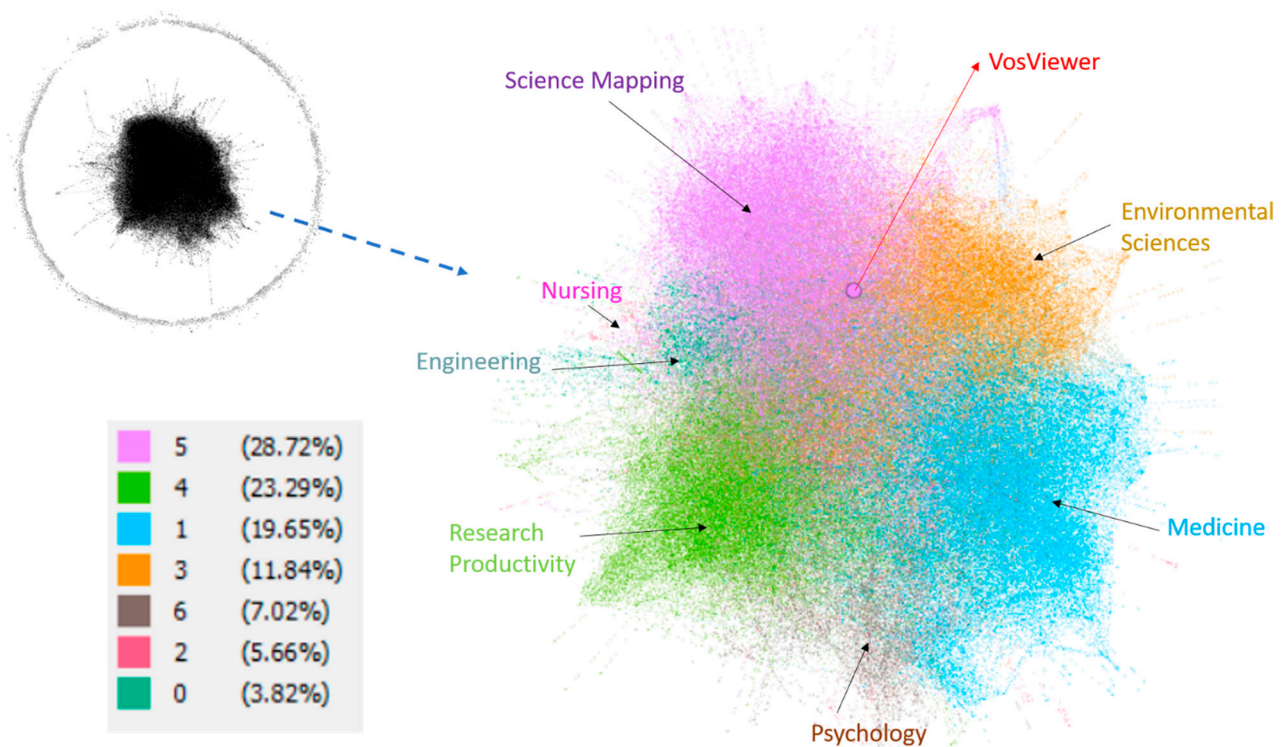 VosViewer
Science Mapping
Environmental
Sciences
Nursing
Engineering
5 (28.72%)
4 (23.29%)
1 (19.65%)
3 (11.84%)
6 (7.02%)
2 (5.66%)
0 (3.82%)
Research
Productivity
Medicine
Psychology